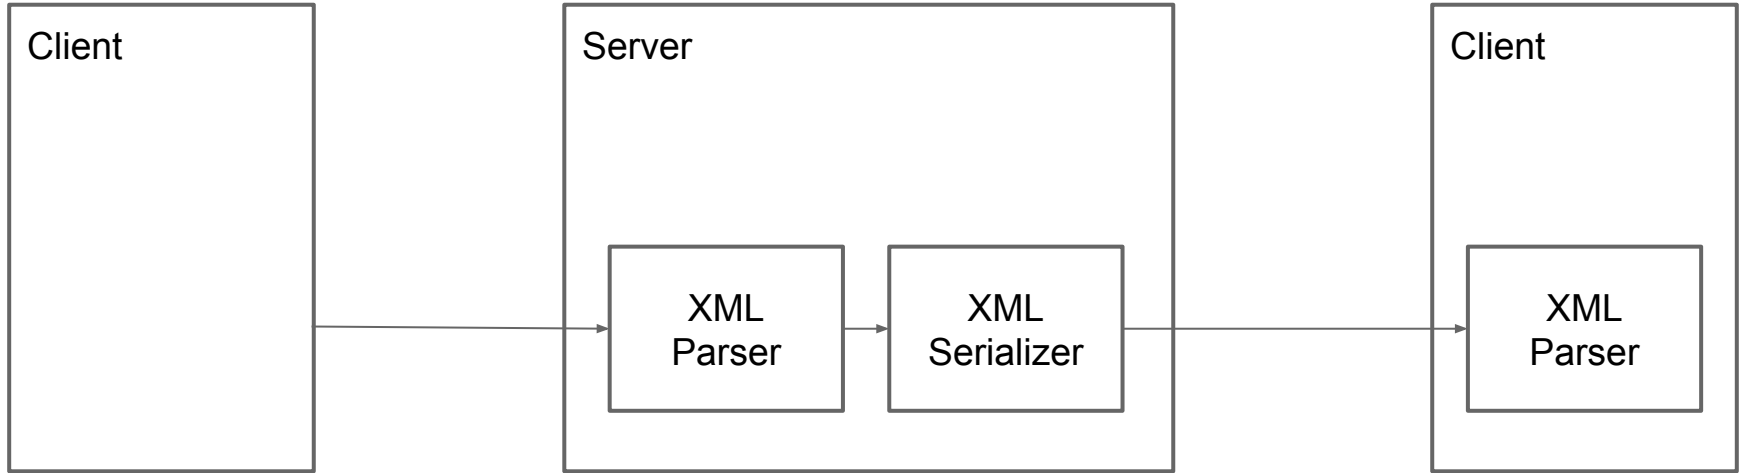 Client
Server
Client
XML
Parser
XML
Serializer
XML
Parser